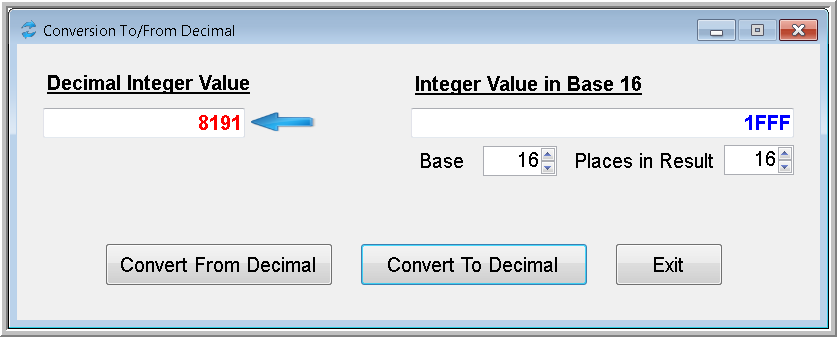 Conversion To/From Decimal
Decimal Integer Value
Integer Value in Base 16
8191
1FFF
Base 16 Places in Result 16
Convert From Decimal Convert To Decimal Exit